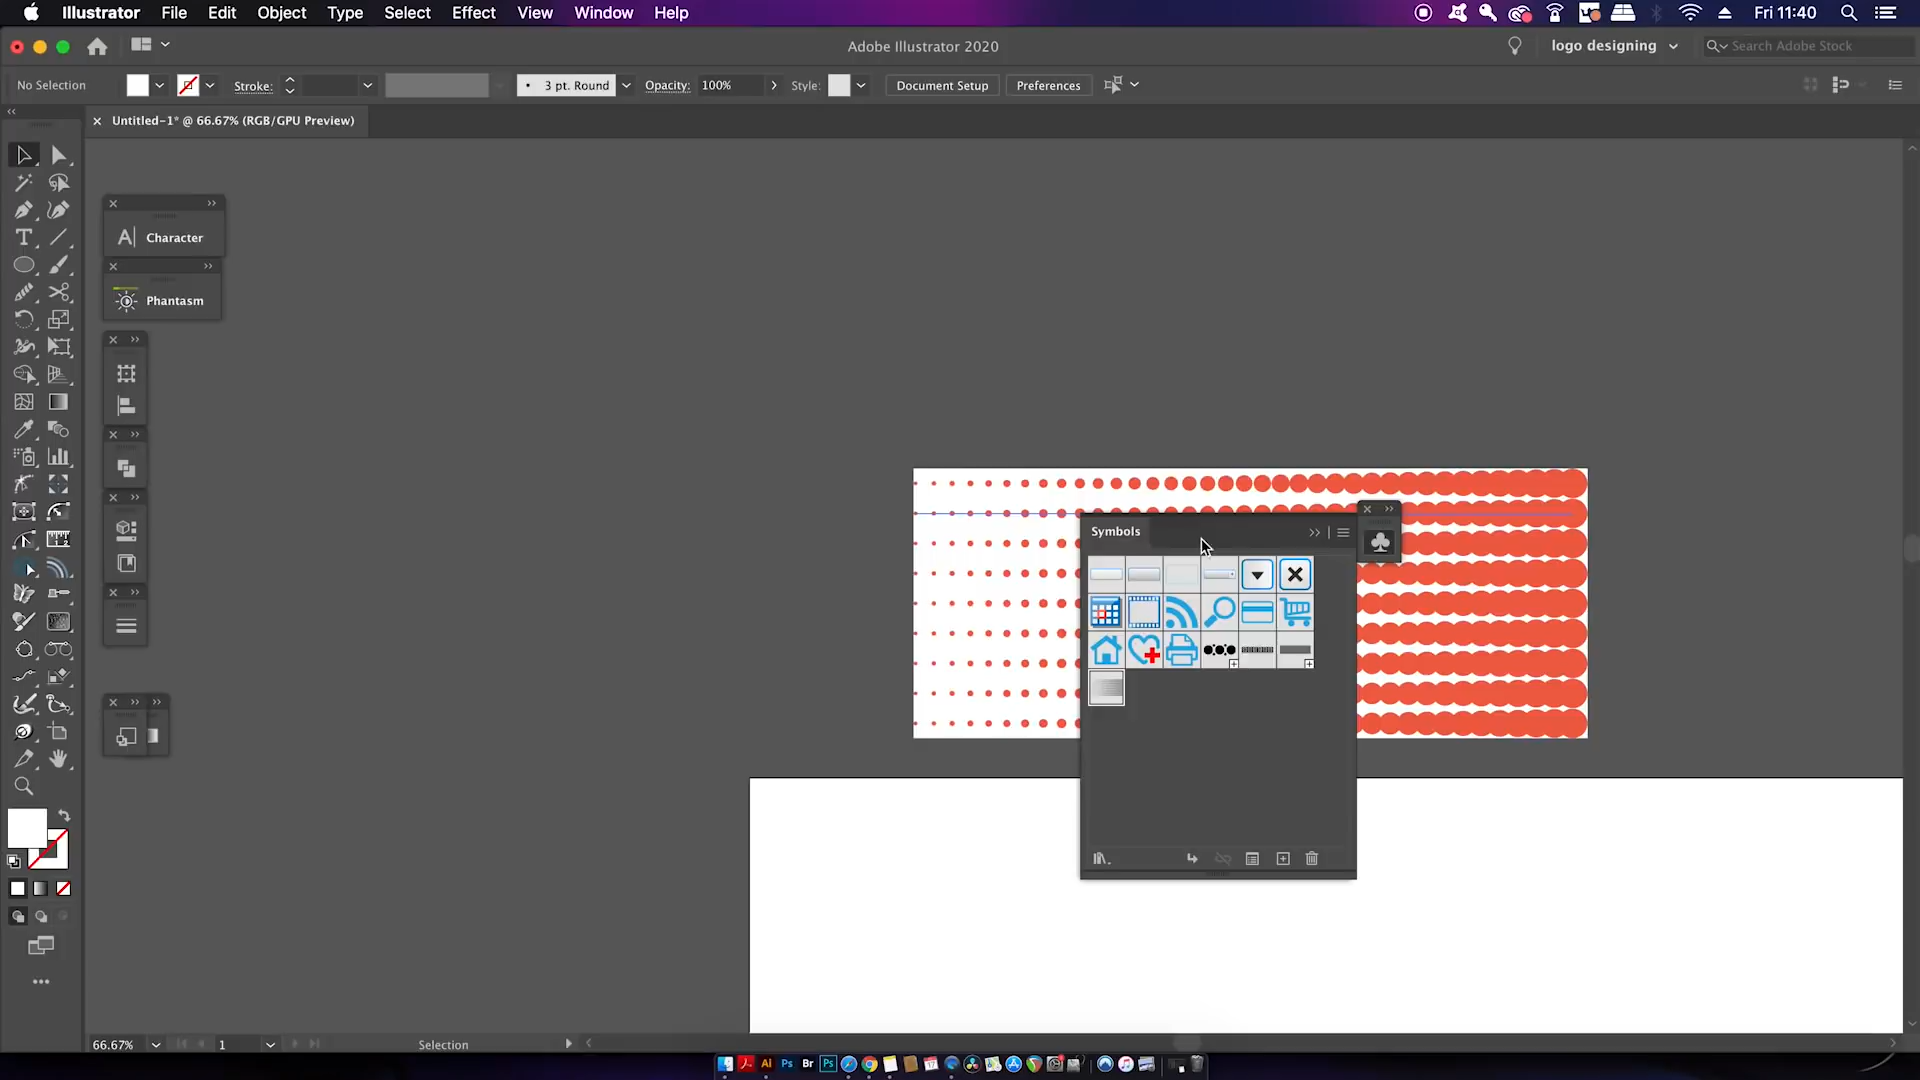 Illustrator File Edit Object Type Select Effect View Window Help Fri 11:40
Adobe Illustrator 2020 logo designing Search Adobe Stock
No Selection Stroke: 3 pt. Round Opacity: 100% Style: Document Setup Preferences
Untitled-1* @ 66.67% (RGB/GPU Preview)
Character
Phantasm
Symbols
66.67% 1 Selection